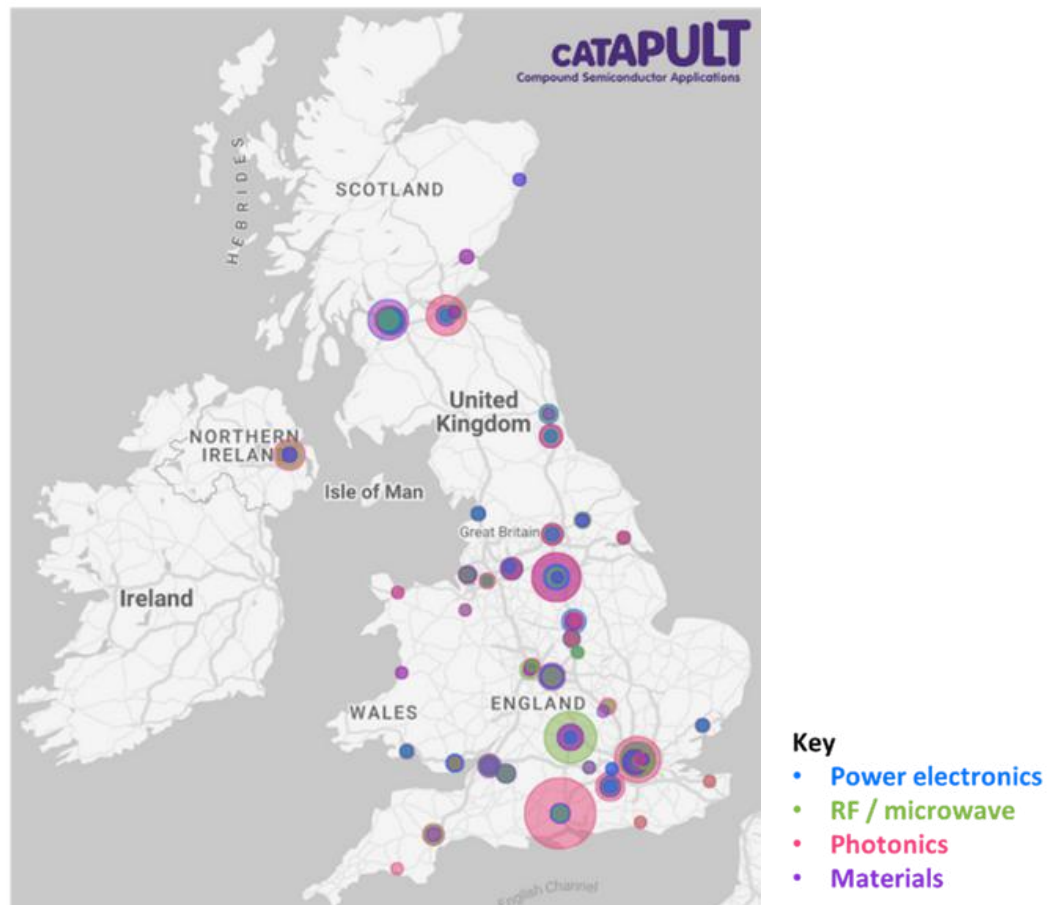 CATAPULT
Compound Semiconductor Applications
HEBRIDES
SCOTLAND
United
Kingdom
NORTHERN
IRELAN
Isle of Man
Great Britain
Ireland
ENGLAND
WALES
English Channel
Key
• Power electronics
• RF / microwave
• Photonics
• Materials